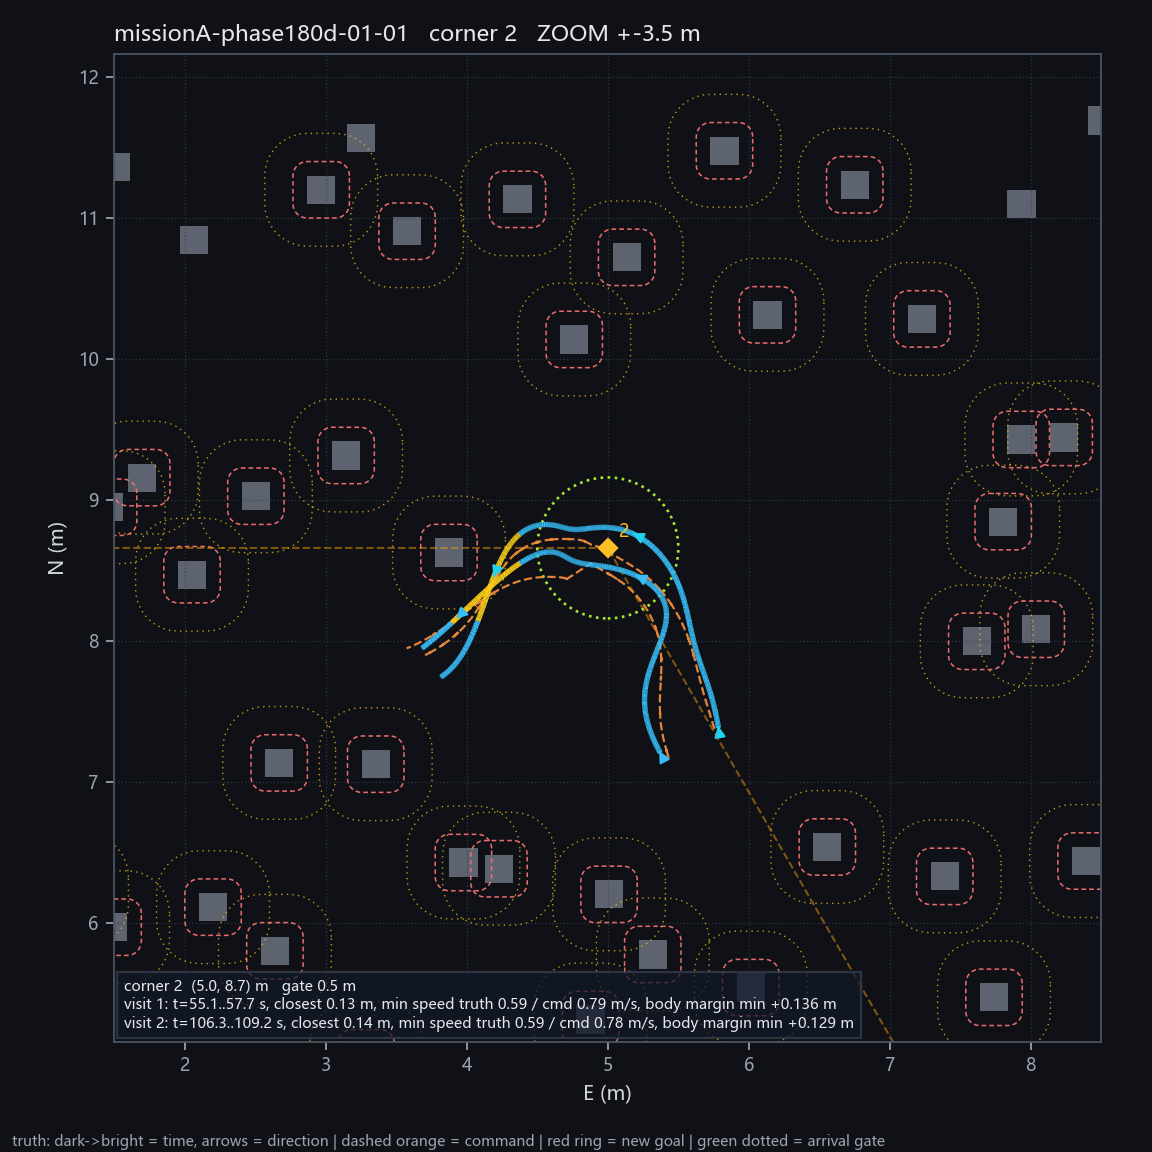 missionA-phase180d-01-01 corner 2 ZOOM +-3.5 m
12
11
10
9
8
7
6
N (m)
2
corner 2 (5.0, 8.7) m gate 0.5 m
visit 1: t=55.1..57.7 s, closest 0.13 m, min speed truth 0.59 / cmd 0.79 m/s, body margin min +0.136 m
visit 2: t=106.3..109.2 s, closest 0.14 m, min speed truth 0.59 / cmd 0.78 m/s, body margin min +0.129 m
2 3 4 5 6 7 8
E (m)
truth: dark->bright = time, arrows = direction | dashed orange = command | red ring = new goal | green dotted = arrival gate